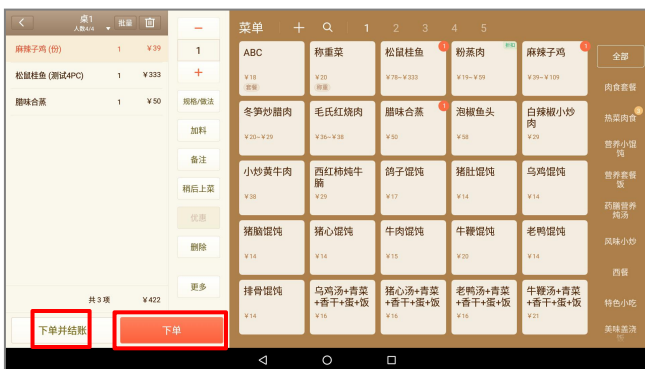 桌1
人数4/4
批量
麻辣子鸡 (份) 1 ¥39
松鼠桂鱼 (测试4PC) 1 ¥333
腊味合蒸 1 ¥50
共3项 ¥422
下单并结账
下单
1
规格/做法
加料
备注
稍后上菜
优惠
删除
更多
菜单 1 2 3 4 5
ABC
¥18
套餐
称重菜
¥20
称重
松鼠桂鱼
1
¥78~¥333
粉蒸肉
¥19~¥59
麻辣子鸡
1
¥39~¥109
冬笋炒腊肉
¥20~¥29
毛氏红烧肉
¥36~¥38
腊味合蒸
1
¥50
泡椒鱼头
¥58
白辣椒小炒
肉
¥29
小炒黄牛肉
¥38
西红柿炖牛
腩
¥29
鸽子馄饨
¥17
猪肚馄饨
¥14
乌鸡馄饨
¥14
猪脑馄饨
¥14
猪心馄饨
¥14
牛肉馄饨
¥15
牛鞭馄饨
¥20
老鸭馄饨
¥14
排骨馄饨
¥14
乌鸡汤+青菜
+香干+蛋+饭
¥16
猪心汤+青菜
+香干+蛋+饭
¥16
老鸭汤+青菜
+香干+蛋+饭
¥16
牛鞭汤+青菜
+香干+蛋+饭
¥21
全部
肉食套餐
热菜肉食
营养小馄
饨
营养套餐
饭
药膳营养
炖汤
风味小炒
西餐
特色小吃
美味盖浇
饭